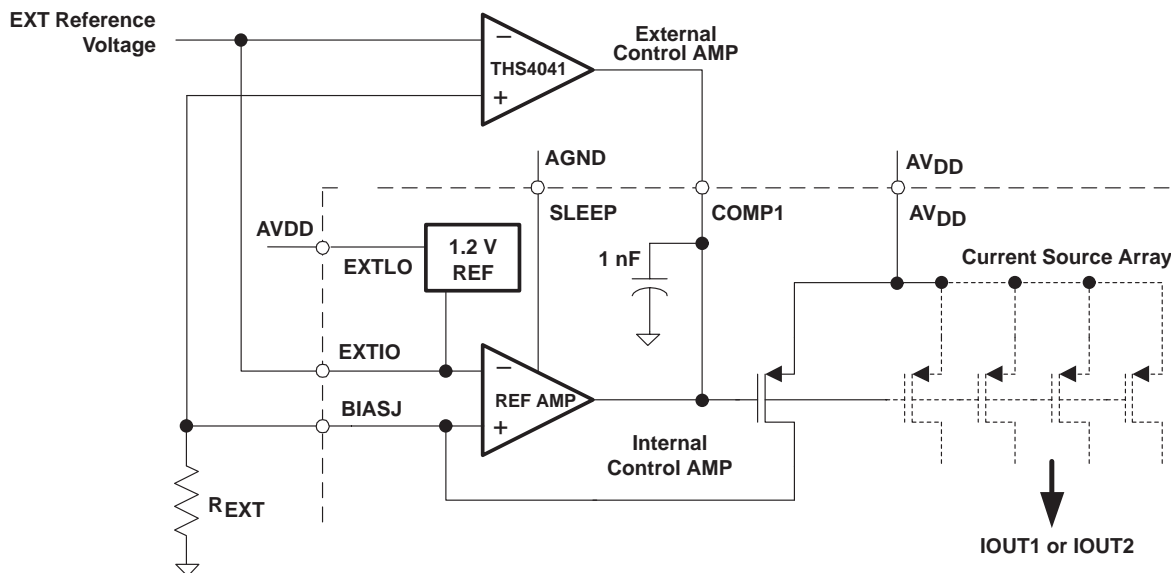 EXT Reference
Voltage
−
THS4041
+
External
Control AMP
AGND
AVDD
SLEEP
COMP1
AVDD
AVDD
EXTLO
1.2 V
REF
1 nF
Current Source Array
EXTIO
−
REF AMP
+
BIASJ
Internal
Control AMP
REXT
IOUT1 or IOUT2